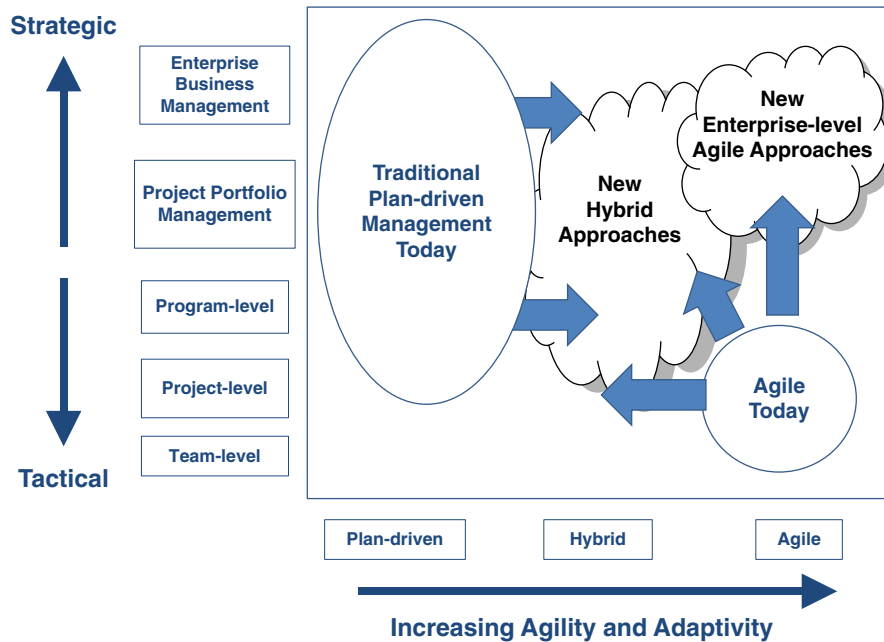 Strategic
Enterprise
Business
Management
Project Portfolio
Management
Program-level
Project-level
Team-level
Tactical
Traditional
Plan-driven
Management
Today
New
Hybrid
Approaches
New
Enterprise-level
Agile Approaches
Agile
Today
Plan-driven
Hybrid
Agile
Increasing Agility and Adaptivity